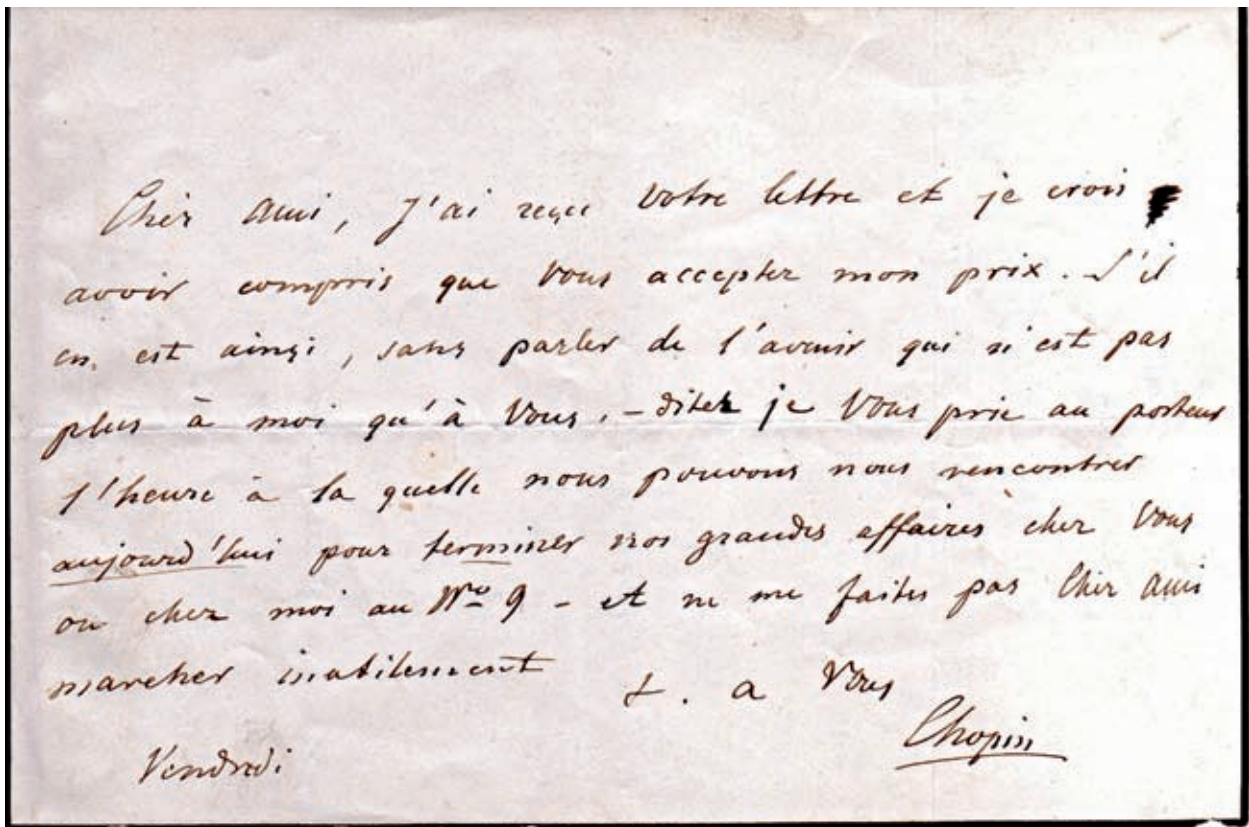 Cher Ami, J'ai reçu votre lettre et je crois
avoir compris que Vous acceptez mon prix. S'il
en est ainsi, sans parler de l'avenir qui n'est pas
plus à moi qu'à Vous, - dites je Vous prie au porteur
l'heure à la quelle nous pouvons nous rencontrer
aujourd'hui pour terminer nos grandes affaires chez Vous
ou chez moi au No 9 - et ne me faites pas Cher Ami
marcher inutilement
t. a Vous
Chopin
Vendredi